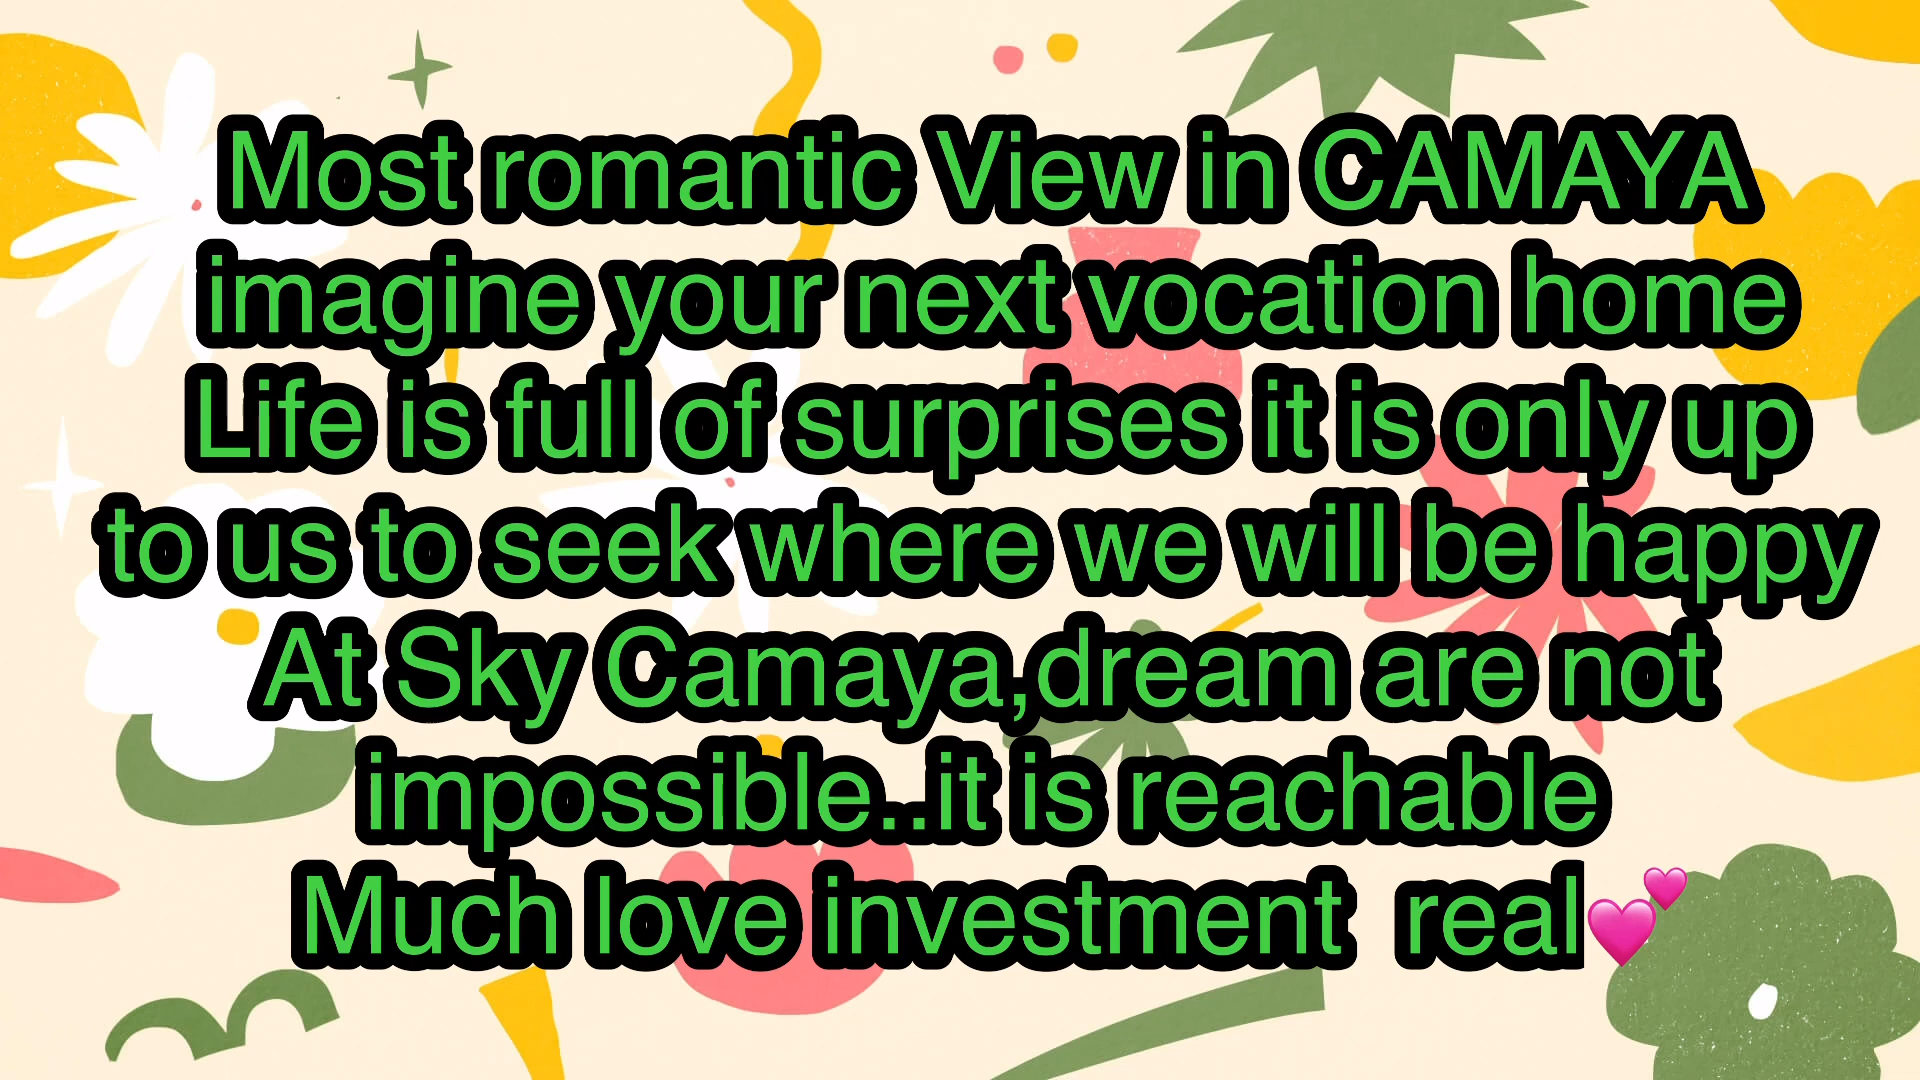 Most romantic View in CAMAYA
imagine your next vocation home
Life is full of surprises it is only up
to us to seek where we will be happy
At Sky Camaya,dream are not
impossible..it is reachable
Much love investment  real💕